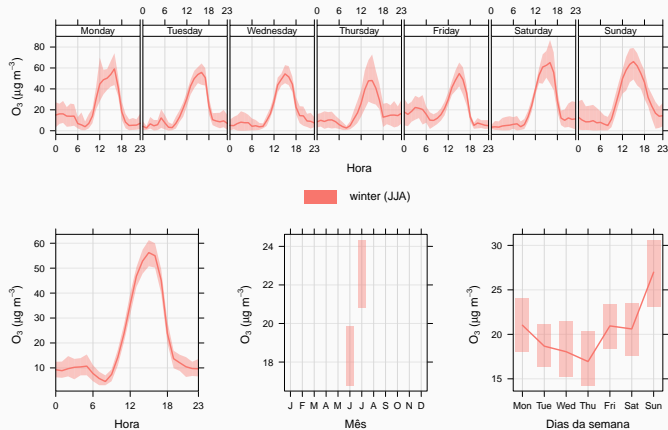 0 6 12 18 23 0 6 12 18 23 0 6 12 18 23
Monday Tuesday Wednesday Thursday Friday Saturday Sunday
80
60
40
20
0
O₃ (µg m⁻³)
0 6 12 18 23 0 6 12 18 23 0 6 12 18 23 0 6 12 18 23
Hora
winter (JJA)
60
50
40
30
20
10
O₃ (µg m⁻³)
0 6 12 18 23
Hora
24
22
20
18
O₃ (µg m⁻³)
J F M A M J J A S O N D
Mês
30
25
20
15
O₃ (µg m⁻³)
Mon Tue Wed Thu Fri Sat Sun
Dias da semana